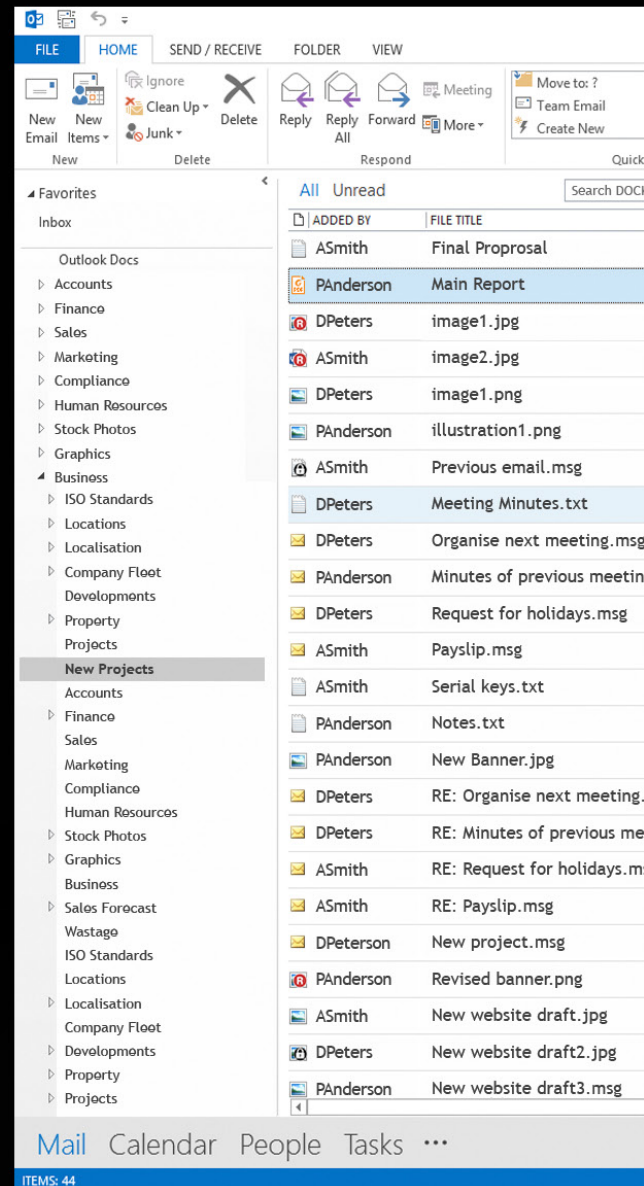 FILE HOME SEND / RECEIVE FOLDER VIEW
New Email
New Items
Ignore
Clean Up
Junk
Delete
Reply
Reply All
Forward
Meeting
More
Move to: ?
Team Email
Create New
New Delete Respond Quick
Favorites
Inbox
Outlook Docs
Accounts
Finance
Sales
Marketing
Compliance
Human Resources
Stock Photos
Graphics
Business
ISO Standards
Locations
Localisation
Company Fleet
Developments
Property
Projects
New Projects
Accounts
Finance
Sales
Marketing
Compliance
Human Resources
Stock Photos
Graphics
Business
Sales Forecast
Wastage
ISO Standards
Locations
Localisation
Company Fleet
Developments
Property
Projects
All Unread Search DOC
ADDED BY FILE TITLE
ASmith Final Proprosal
PAnderson Main Report
DPeters image1.jpg
ASmith image2.jpg
DPeters image1.png
PAnderson illustration1.png
ASmith Previous email.msg
DPeters Meeting Minutes.txt
DPeters Organise next meeting.msg
PAnderson Minutes of previous meetin
DPeters Request for holidays.msg
ASmith Payslip.msg
ASmith Serial keys.txt
PAnderson Notes.txt
PAnderson New Banner.jpg
DPeters RE: Organise next meeting.
DPeters RE: Minutes of previous me
ASmith RE: Request for holidays.ms
ASmith RE: Payslip.msg
DPeterson New project.msg
PAnderson Revised banner.png
ASmith New website draft.jpg
DPeters New website draft2.jpg
PAnderson New website draft3.msg
Mail Calendar People Tasks •••
ITEMS: 44